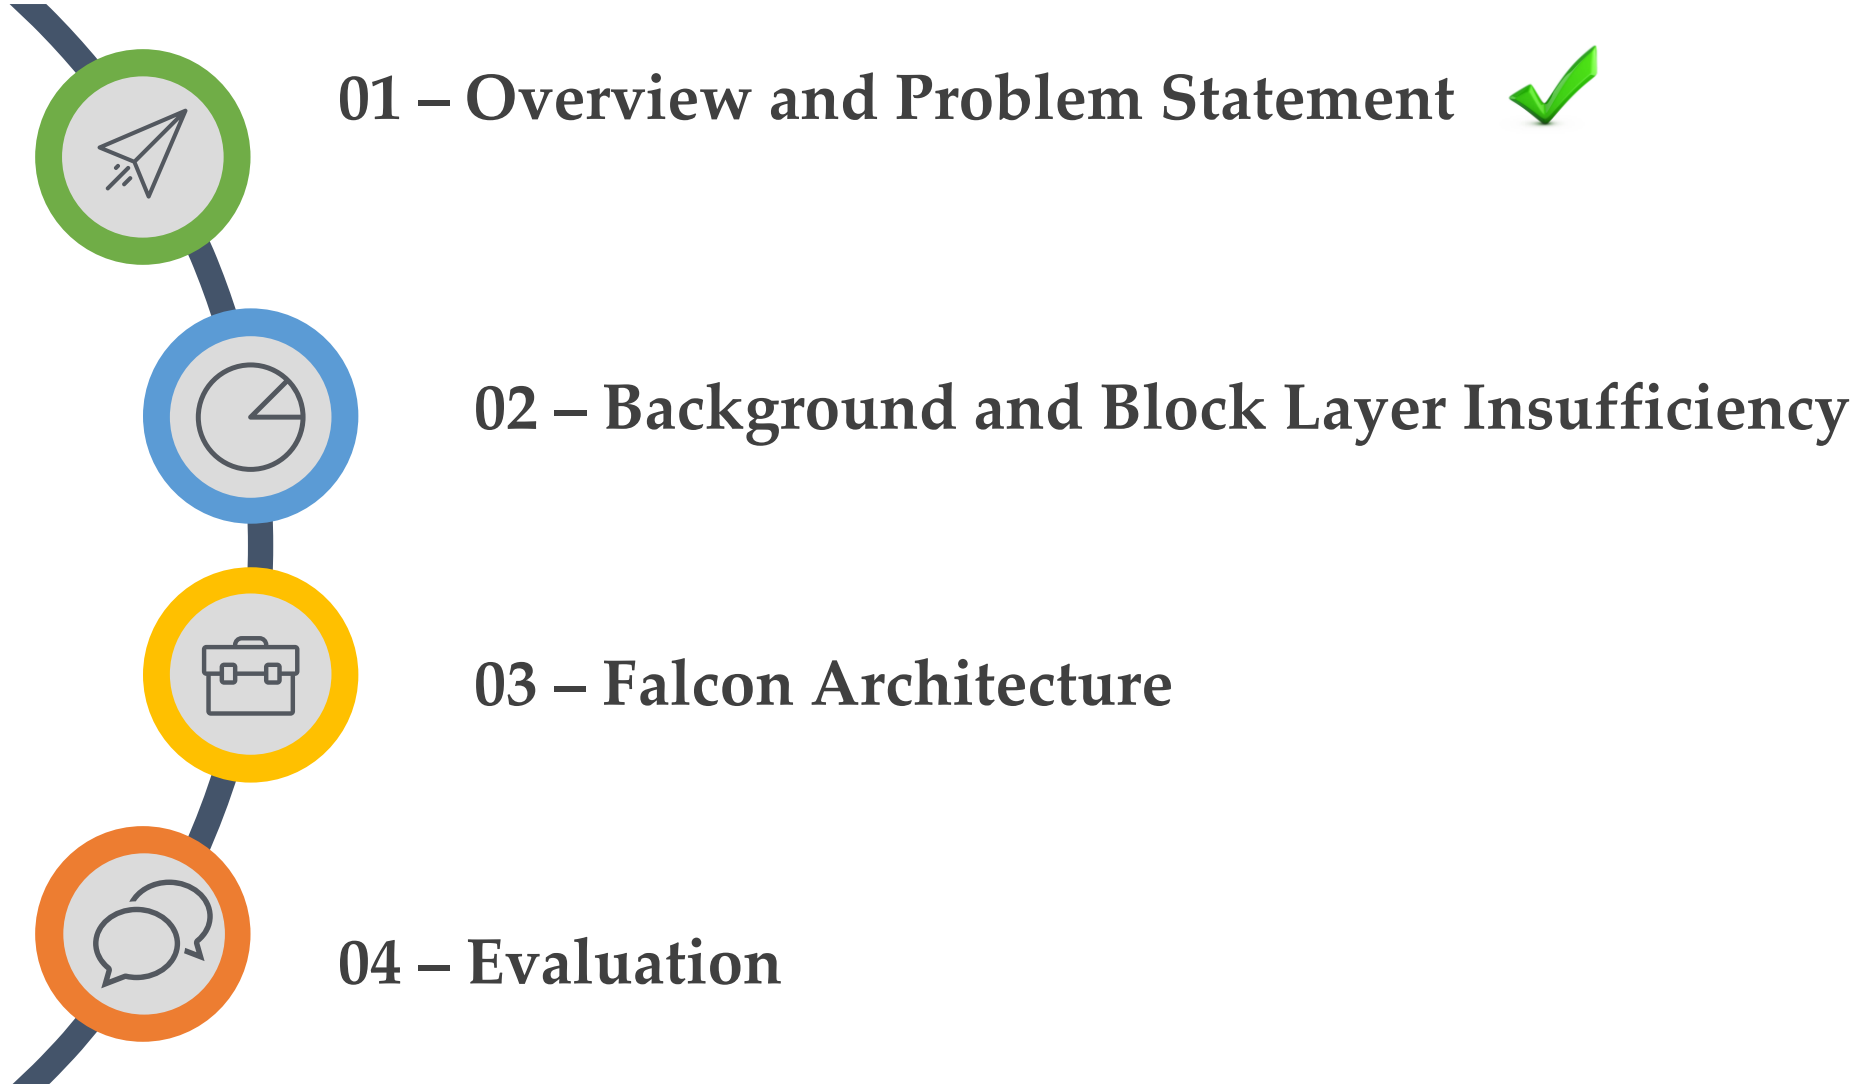 01 – Overview and Problem Statement
02 – Background and Block Layer Insufficiency
03 – Falcon Architecture
04 – Evaluation